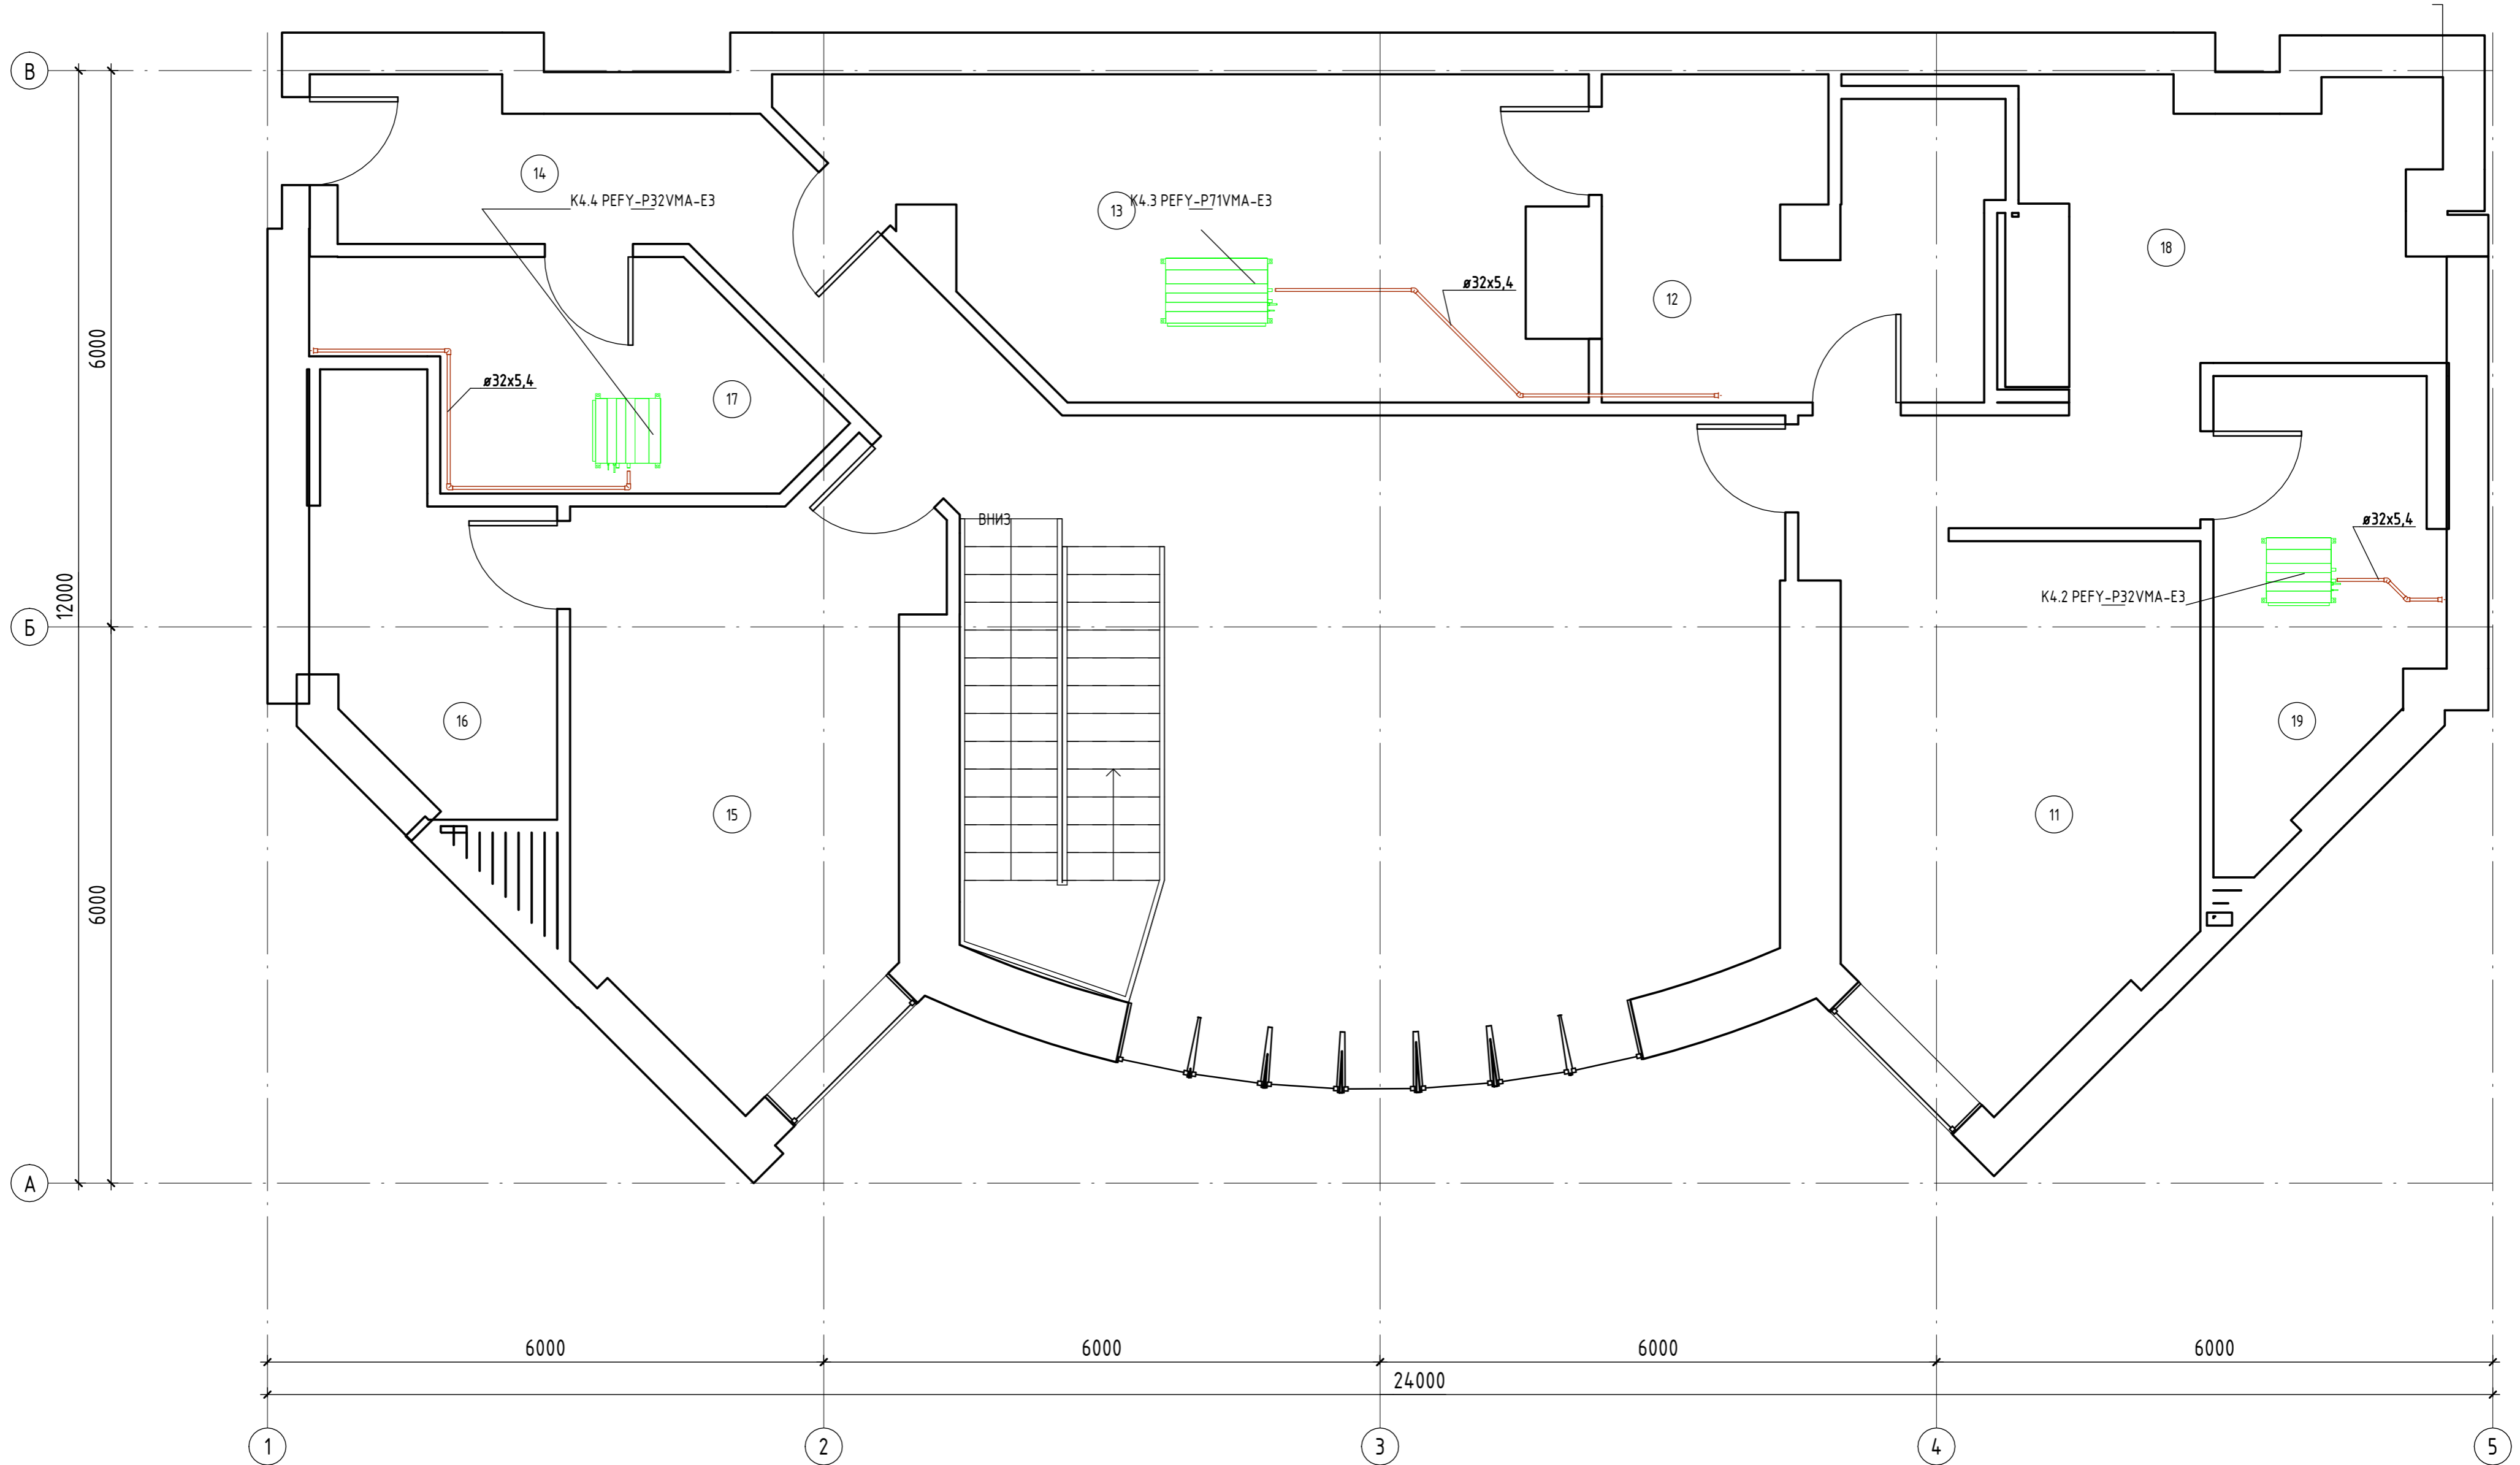 В
14
К4.4 PEFY-P32VMA-E3
13
К4.3 PEFY-P71VMA-E3
18
ø32x5,4
12
6000
ø32x5,4
17
ВНИЗ
ø32x5,4
12000
К4.2 PEFY-P32VMA-E3
Б
16
19
15
11
6000
А
6000
6000
6000
6000
24000
1
2
3
4
5